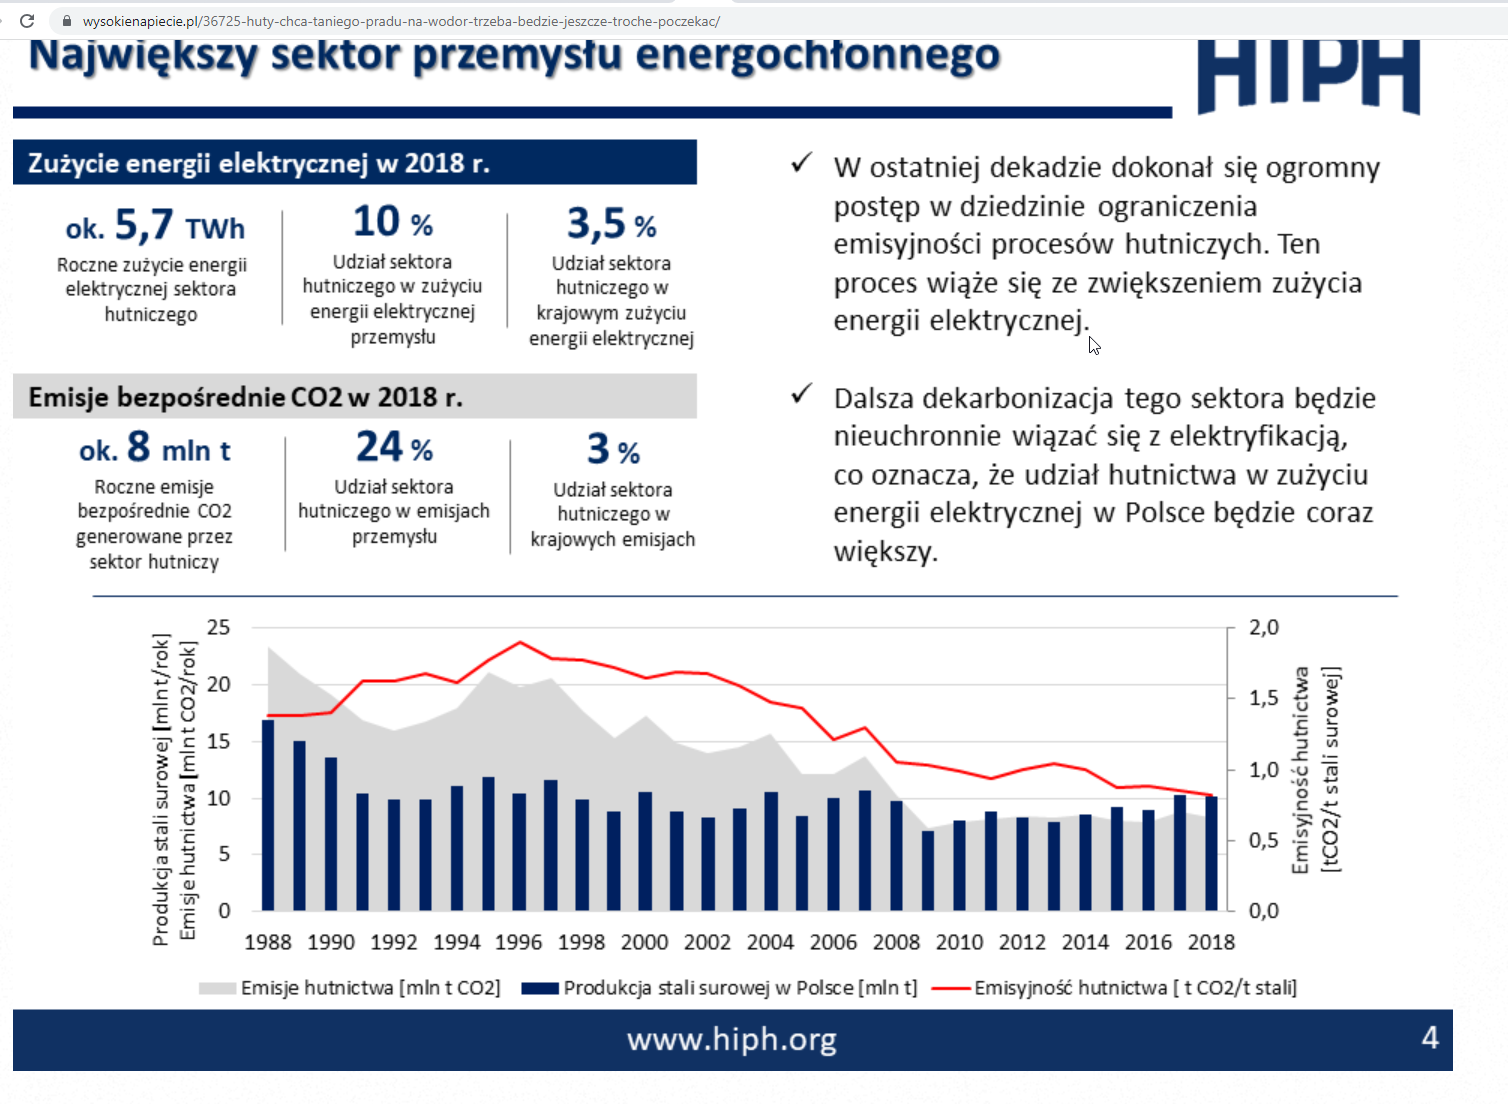 wysokienapiecie.pl/36725-huty-chca-taniego-pradu-na-wodor-trzeba-bedzie-jeszcze-troche-poczekac/
Największy sektor przemysłu energochłonnego
HIPH
Zużycie energii elektrycznej w 2018 r.
ok. 5,7 TWh
Roczne zużycie energii
elektrycznej sektora
hutniczego
10 %
Udział sektora
hutniczego w zużyciu
energii elektrycznej
przemysłu
3,5 %
Udział sektora
hutniczego w
krajowym zużyciu
energii elektrycznej
Emisje bezpośrednie CO2 w 2018 r.
ok. 8 mln t
Roczne emisje
bezpośrednie CO2
generowane przez
sektor hutniczy
24 %
Udział sektora
hutniczego w emisjach
przemysłu
3 %
Udział sektora
hutniczego w
krajowych emisjach
✓ W ostatniej dekadzie dokonał się ogromny
postęp w dziedzinie ograniczenia
emisyjności procesów hutniczych. Ten
proces wiąże się ze zwiększeniem zużycia
energii elektrycznej.
✓ Dalsza dekarbonizacja tego sektora będzie
nieuchronnie wiązać się z elektryfikacją,
co oznacza, że udział hutnictwa w zużyciu
energii elektrycznej w Polsce będzie coraz
większy.
Produkcja stali surowej [mln t/rok]
Emisje hutnictwa [mln t CO2/rok]
25
20
15
10
5
0
2,0
1,5
1,0
0,5
0,0
Emisyjność hutnictwa
[tCO2/t stali surowej]
1988 1990 1992 1994 1996 1998 2000 2002 2004 2006 2008 2010 2012 2014 2016 2018
Emisje hutnictwa [mln t CO2] Produkcja stali surowej w Polsce [mln t] Emisyjność hutnictwa [ t CO2/t stali]
www.hiph.org
4